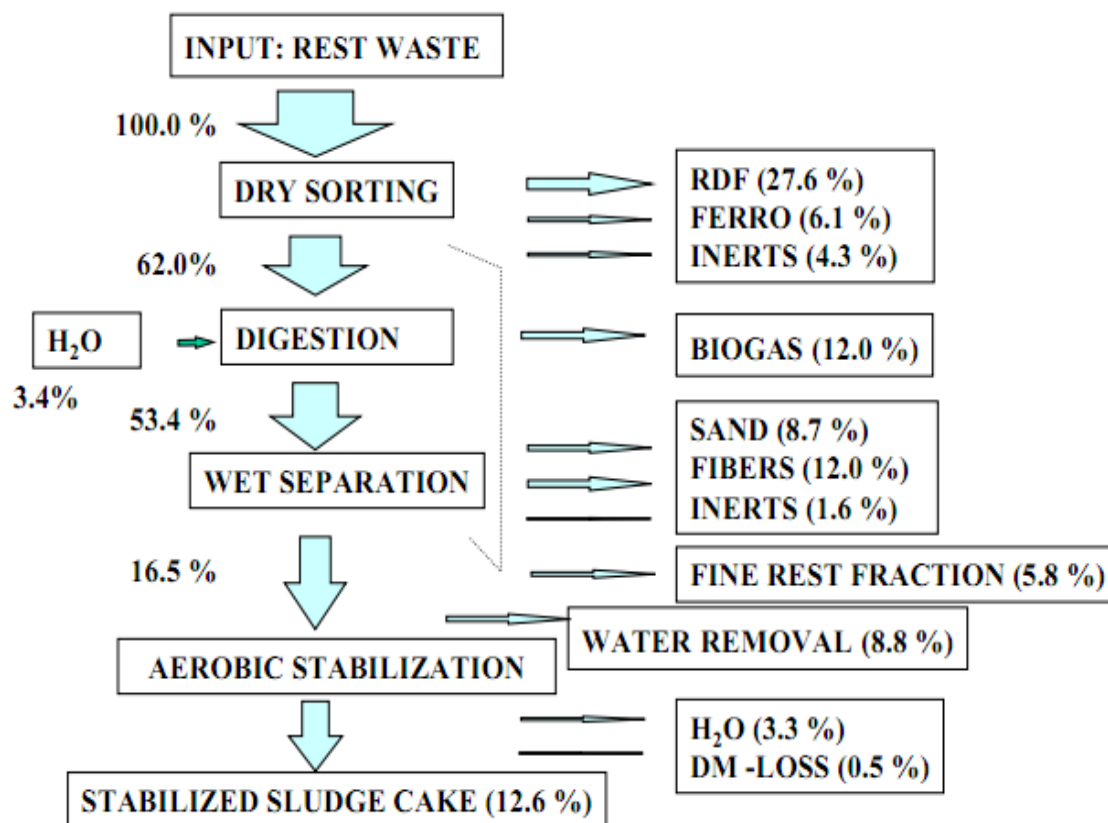 INPUT: REST WASTE
100.0 %
DRY SORTING
RDF (27.6 %)
FERRO (6.1 %)
INERTS (4.3 %)
62.0%
H₂O
3.4%
DIGESTION
BIOGAS (12.0 %)
53.4 %
WET SEPARATION
SAND (8.7 %)
FIBERS (12.0 %)
INERTS (1.6 %)
16.5 %
FINE REST FRACTION (5.8 %)
WATER REMOVAL (8.8 %)
AEROBIC STABILIZATION
H₂O (3.3 %)
DM -LOSS (0.5 %)
STABILIZED SLUDGE CAKE (12.6 %)